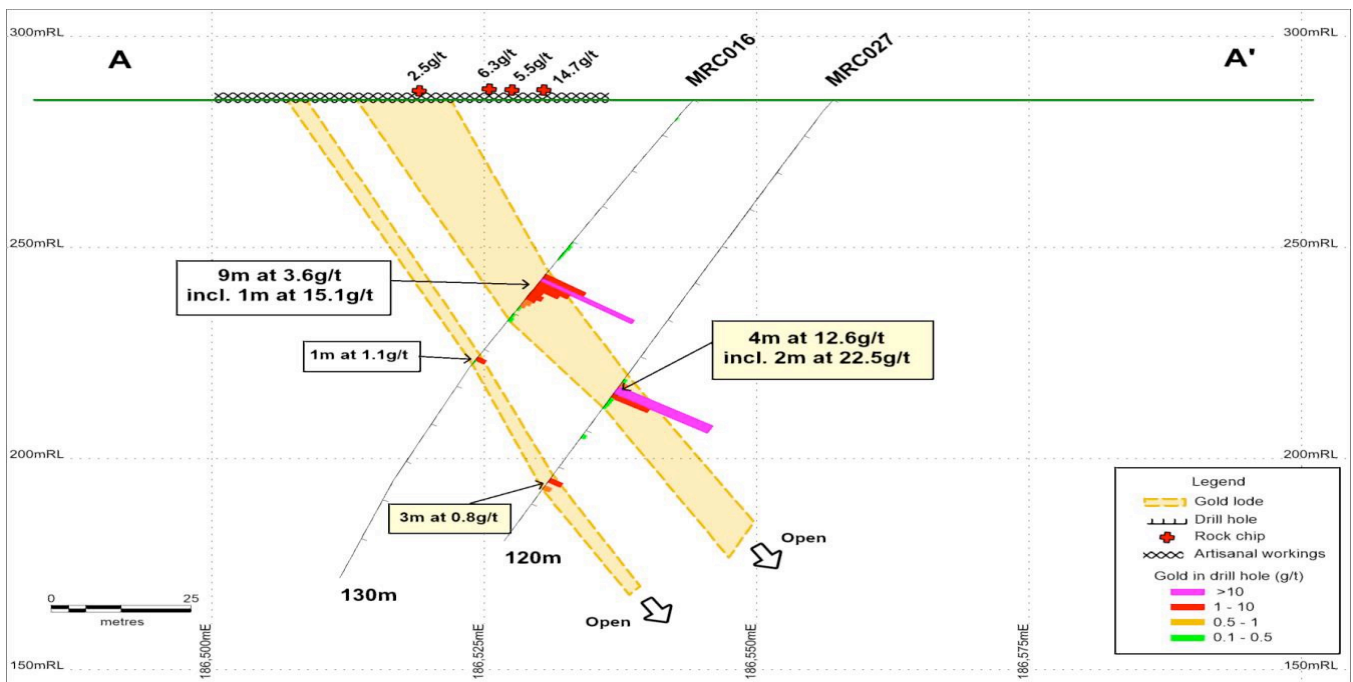 300mRL
300mRL
A
A'
2.5g/t
6.3g/t
5.5g/t
14.7g/t
MRC016
MRC027
250mRL
250mRL
9m at 3.6g/t
incl. 1m at 15.1g/t
4m at 12.6g/t
incl. 2m at 22.5g/t
1m at 1.1g/t
200mRL
200mRL
3m at 0.8g/t
120m
130m
Open
Open
Legend
Gold lode
Drill hole
Rock chip
Artisanal workings
Gold in drill hole (g/t)
>10
1 - 10
0.5 - 1
0.1 - 0.5
0
25
metres
186,500mE
186,525mE
186,550mE
186,575mE
150mRL
150mRL